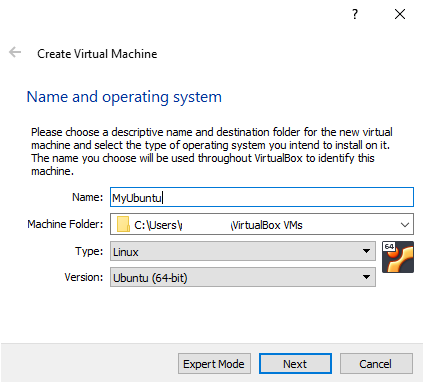 ?
Create Virtual Machine
Name and operating system
Please choose a descriptive name and destination folder for the new virtual
machine and select the type of operating system you intend to install on it.
The name you choose will be used throughout VirtualBox to identify this
machine.
Name: MyUbuntu
Machine Folder: C:\Users\ \VirtualBox VMs
Type: Linux
64
Version: Ubuntu (64-bit)
Expert Mode Next Cancel